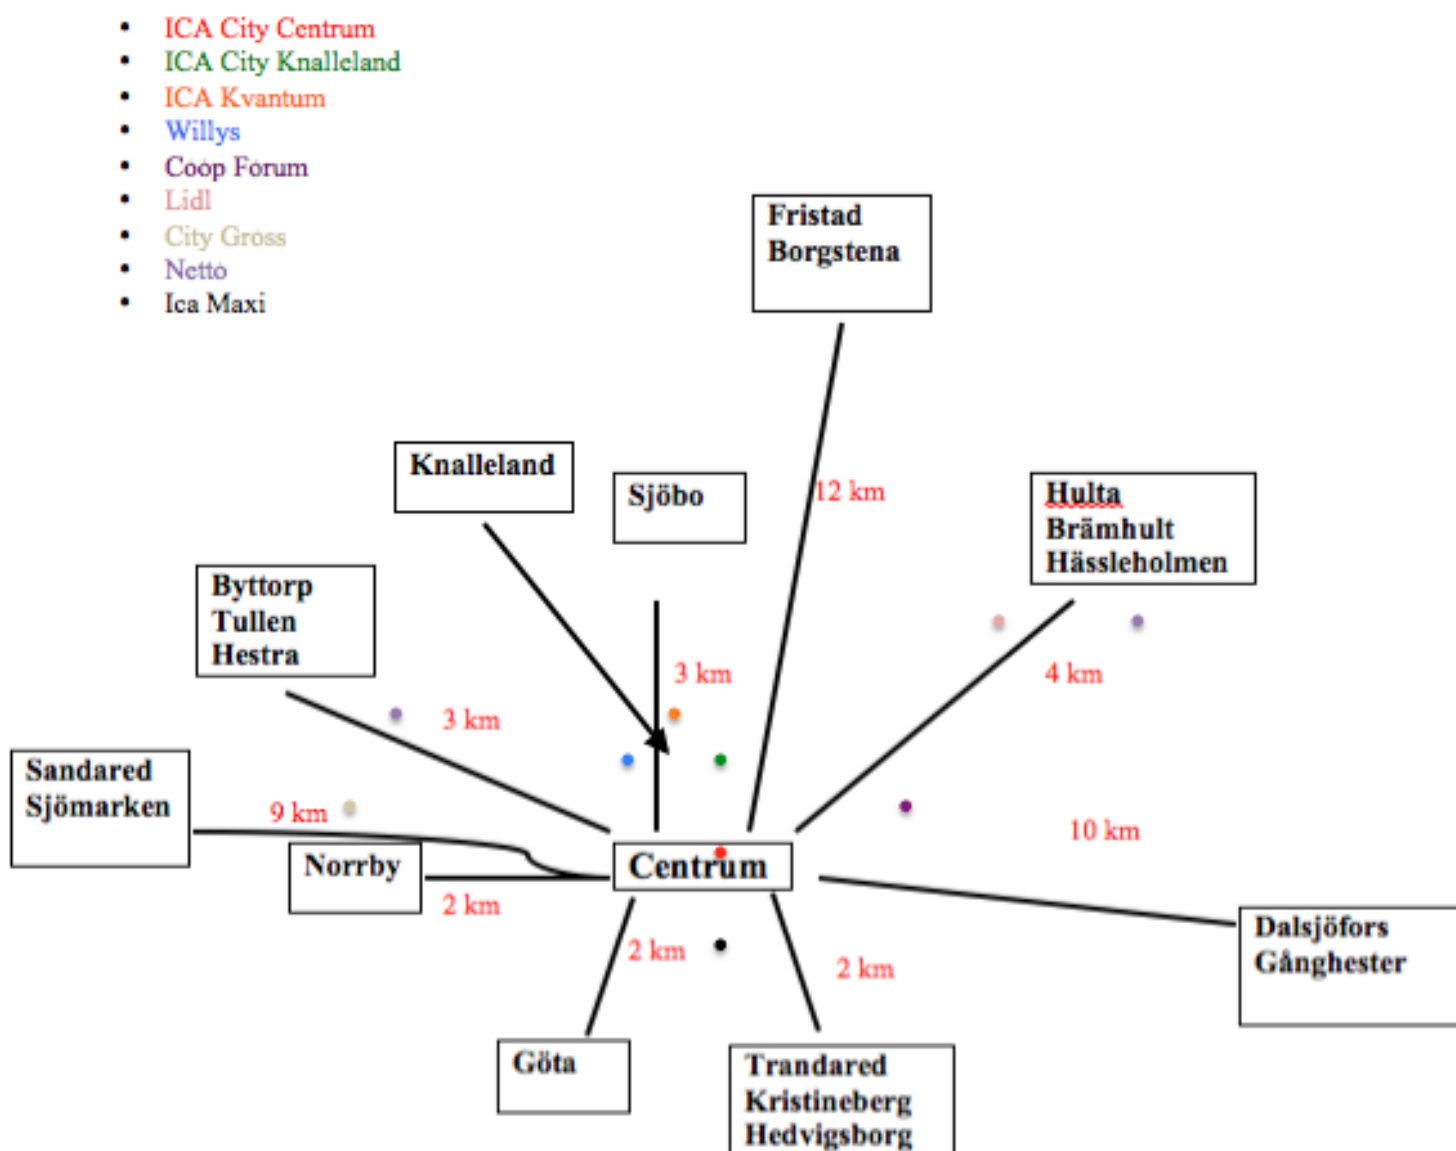 ICA City Centrum
ICA City Knalleland
ICA Kvantum
Willys
Coop Forum
Lidl
City Gross
Netto
Ica Maxi
Fristad
Borgstena
Knalleland
Sjöbo
12 km
Hulta
Brämhult
Hässleholmen
Byttorp
Tullen
Hestra
3 km
4 km
3 km
Sandared
Sjömarken
9 km
10 km
Norrby
Centrum
2 km
Dalsjöfors
Gånghester
2 km
2 km
Göta
Trandared
Kristineberg
Hedvigsborg